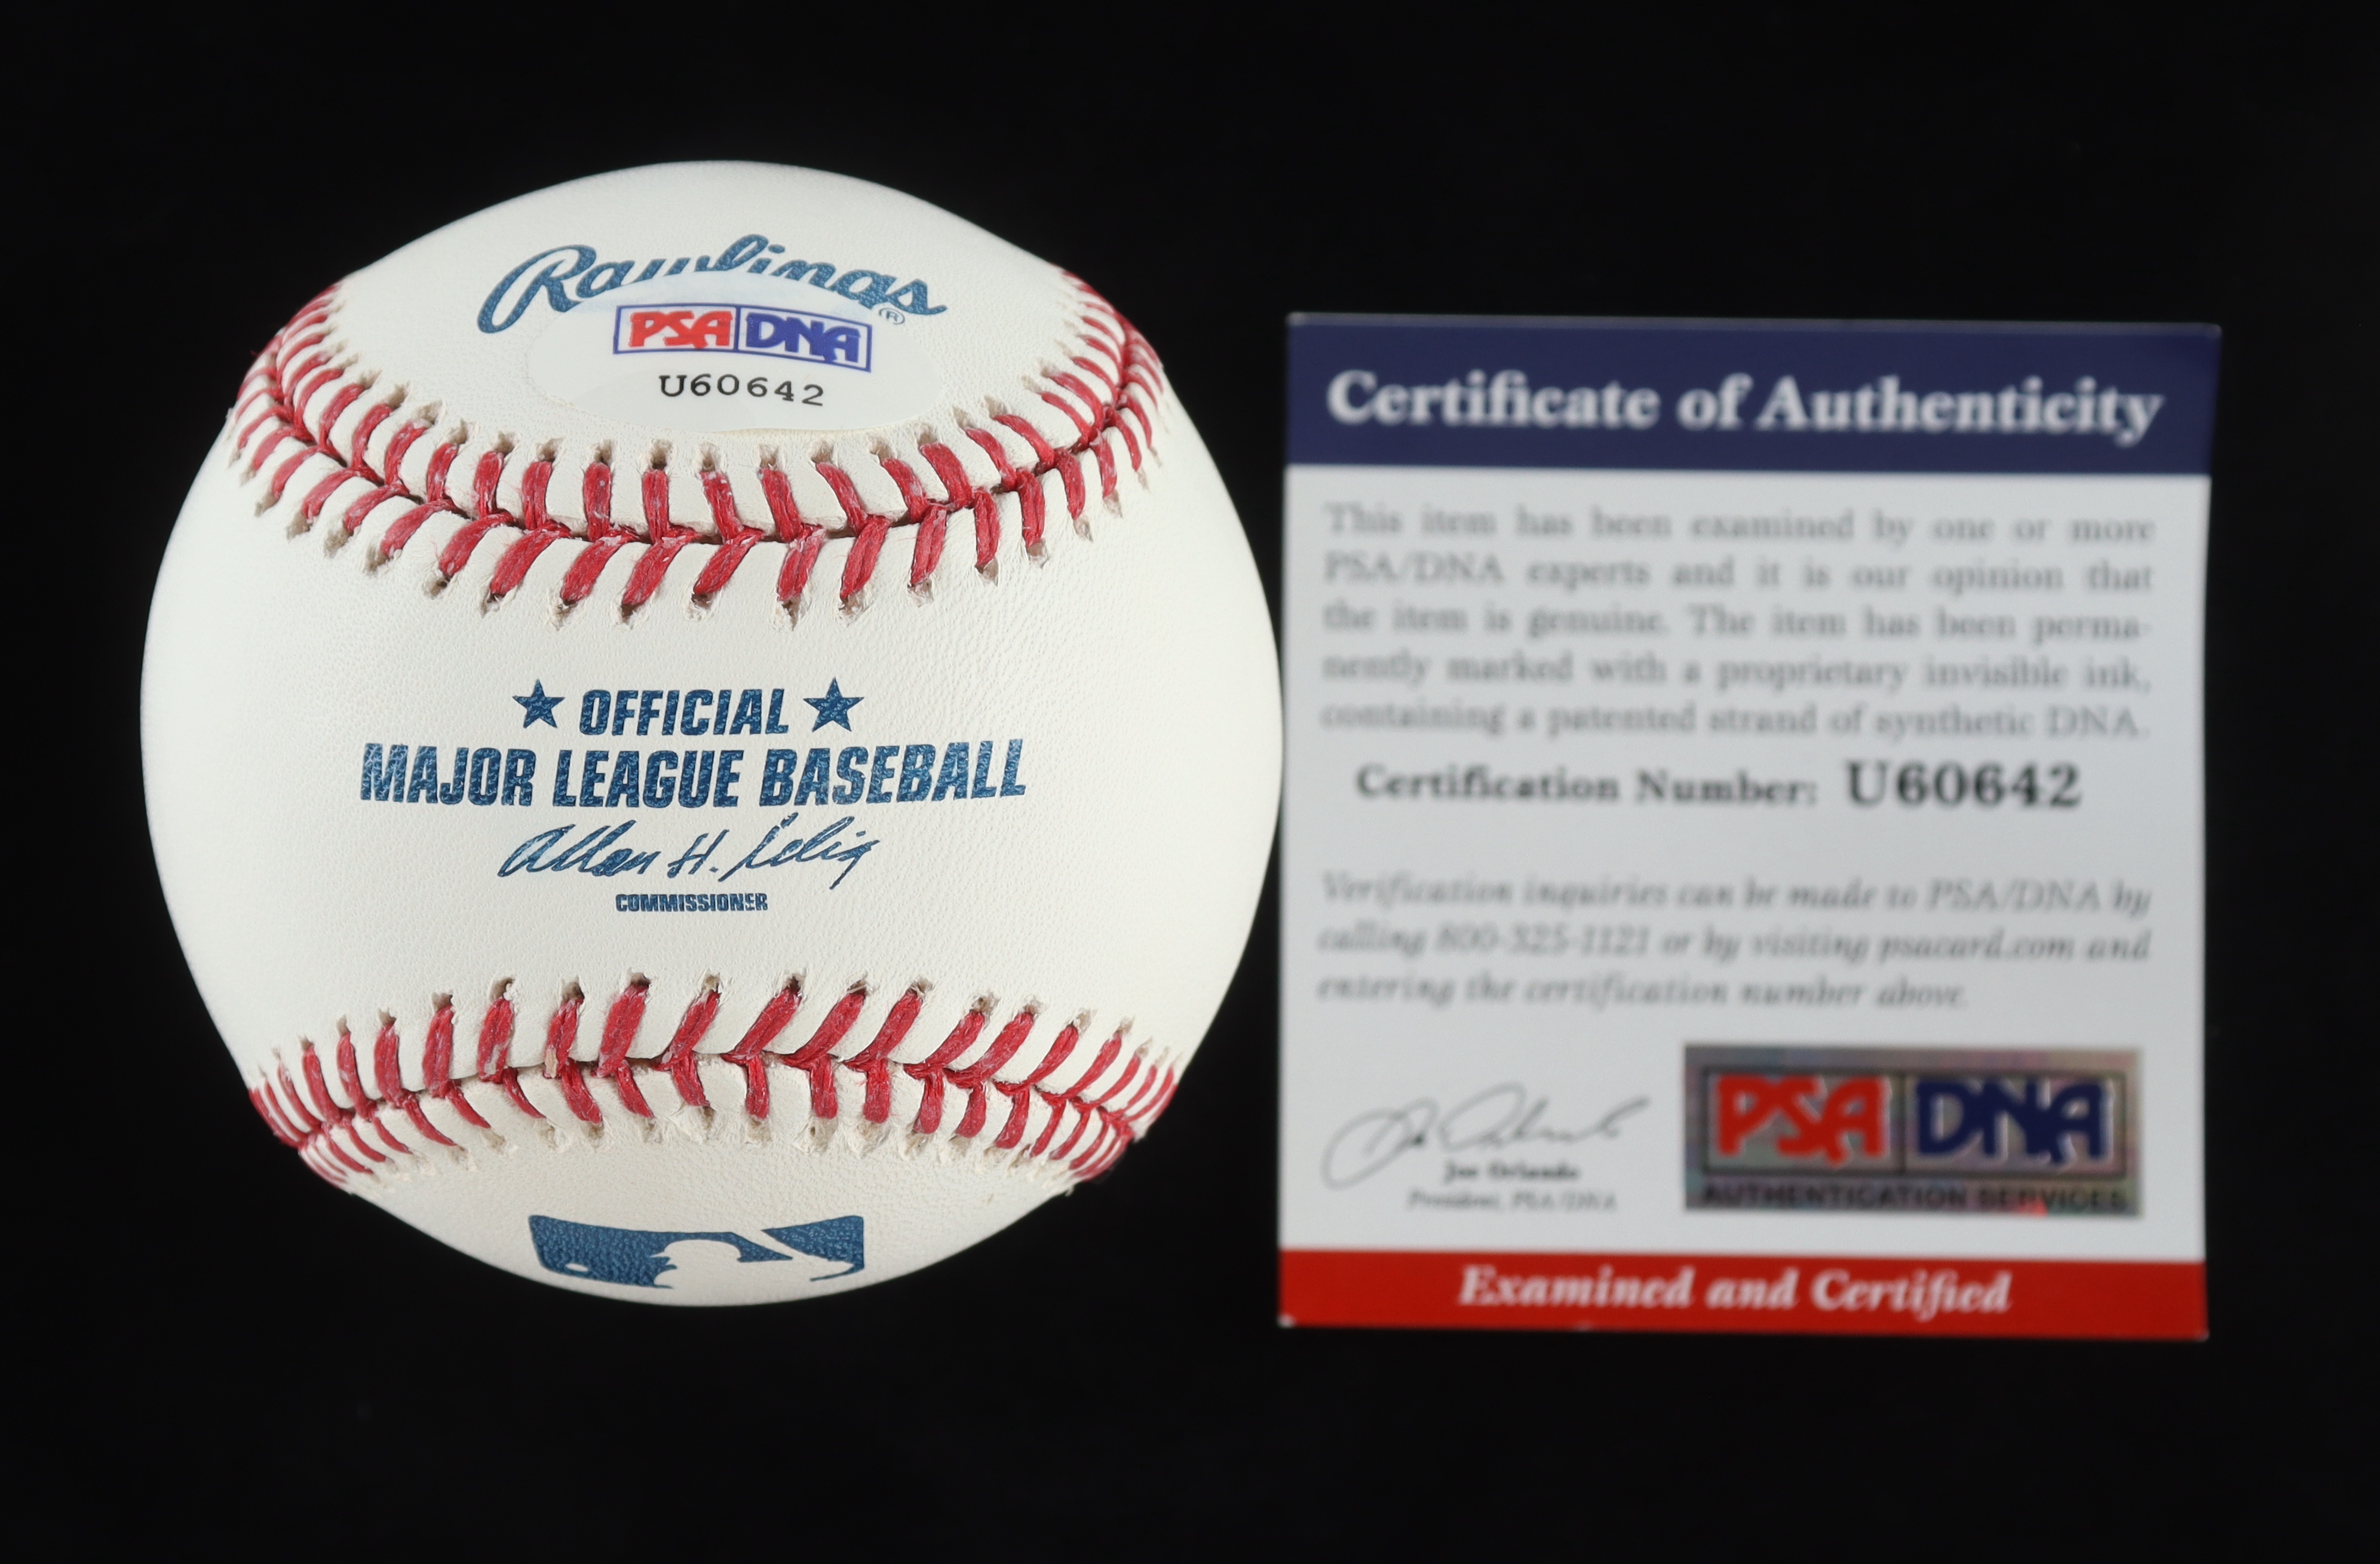 Rawlings®
PSA DNA
U60642
★ OFFICIAL ★
MAJOR LEAGUE BASEBALL
Allan H. Selig
COMMISSIONER
Certificate of Authenticity
This item has been examined by one or more
PSA/DNA experts and it is our opinion that
the item is genuine. The item has been perma-
nently marked with a proprietary invisible ink,
containing a patented strand of synthetic DNA.
Certification Number: U60642
Verification inquiries can be made to PSA/DNA by
calling 800-325-1121 or by visiting psacard.com and
entering the certification number above.
Joe Orlando
President, PSA/DNA
PSA DNA
AUTHENTICATION SERVICES
Examined and Certified